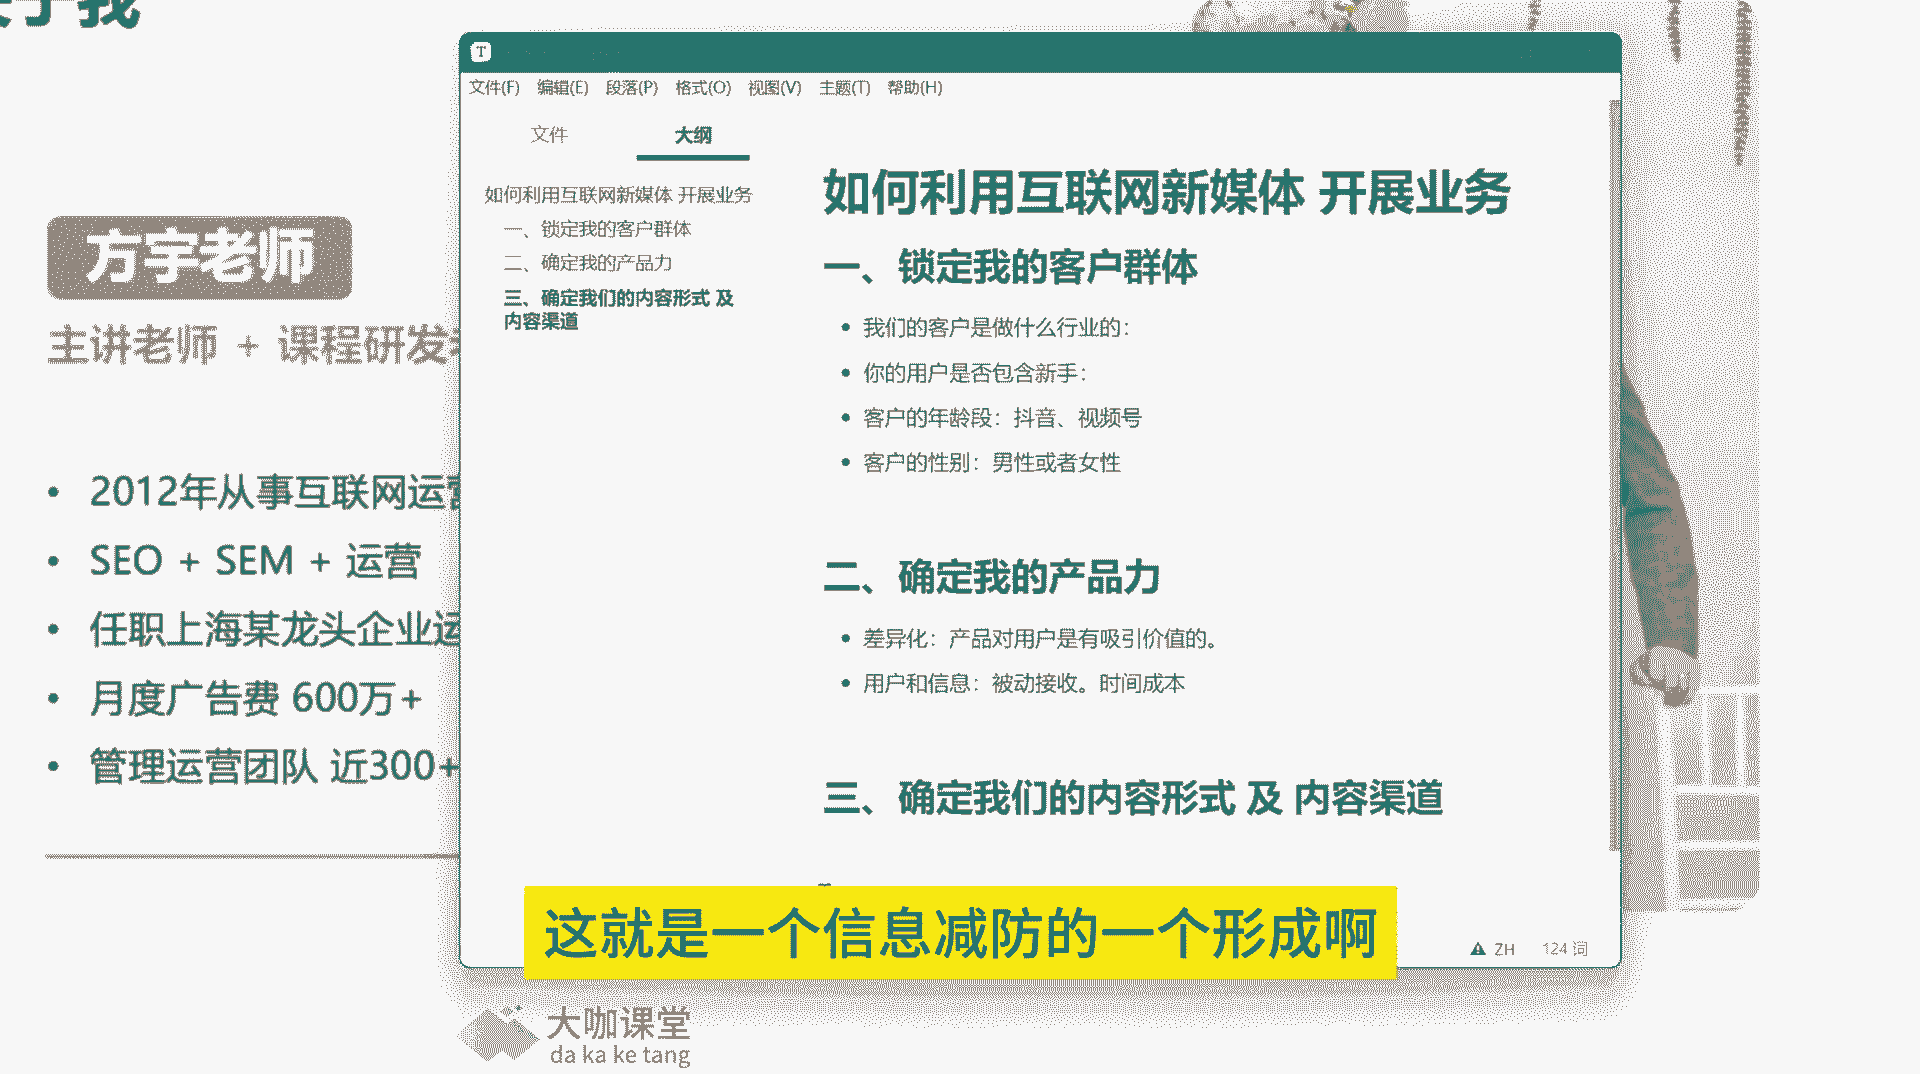 于我
方宇老师
主讲老师 + 课程研发
2012年从事互联网运营
SEO + SEM + 运营
任职上海某龙头企业运
月度广告费 600万+
管理运营团队 近300+
T
文件(F) 编辑(E) 段落(P) 格式(O) 视图(V) 主题(T) 帮助(H)
文件 大纲
如何利用互联网新媒体 开展业务
一、锁定我的客户群体
二、确定我的产品力
三、确定我们的内容形式 及
内容渠道
如何利用互联网新媒体 开展业务
一、锁定我的客户群体
我们的客户是做什么行业的：
你的用户是否包含新手：
客户的年龄段：抖音、视频号
客户的性别：男性或者女性
二、确定我的产品力
差异化：产品对用户是有吸引价值的。
用户和信息：被动接收。时间成本
三、确定我们的内容形式 及 内容渠道
这就是一个信息减防的一个形成啊
ZH 124 词
大咖课堂
da ka ke tang